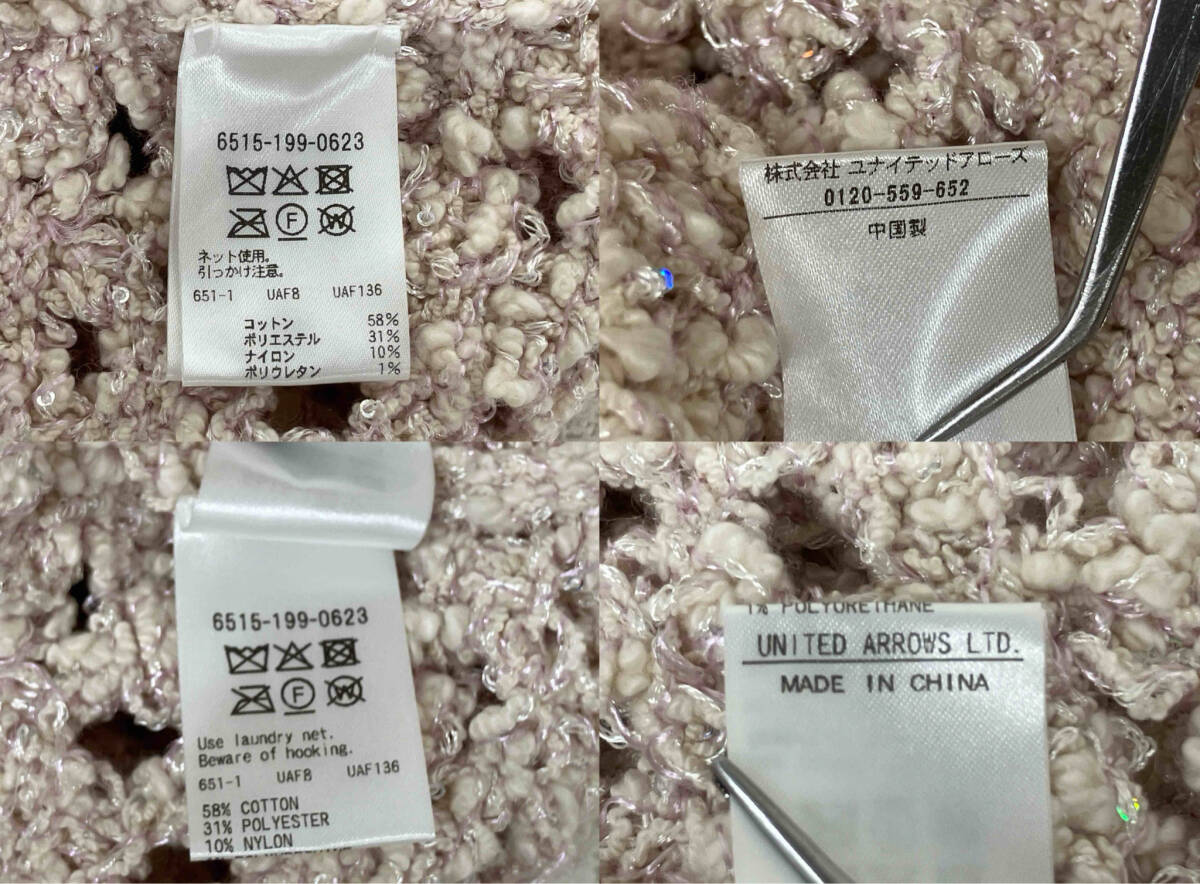 6515-199-0623
F
W
ネット使用。
引っかけ注意。
651-1 UAF8 UAF136
コットン 58%
ポリエステル 31%
ナイロン 10%
ポリウレタン 1%
株式会社 ユナイテッドアローズ
0120-559-652
中国製
6515-199-0623
F
W
Use laundry net.
Beware of hooking.
651-1 UAF8 UAF136
58% COTTON
31% POLYESTER
10% NYLON
1% POLYURETHANE
UNITED ARROWS LTD.
MADE IN CHINA